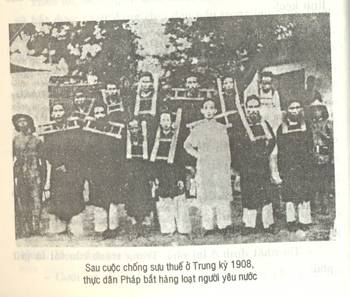 Sau cuộc chống sưu thuế ở Trung kỳ 1908,
thực dân Pháp bắt hàng loạt người yêu nước